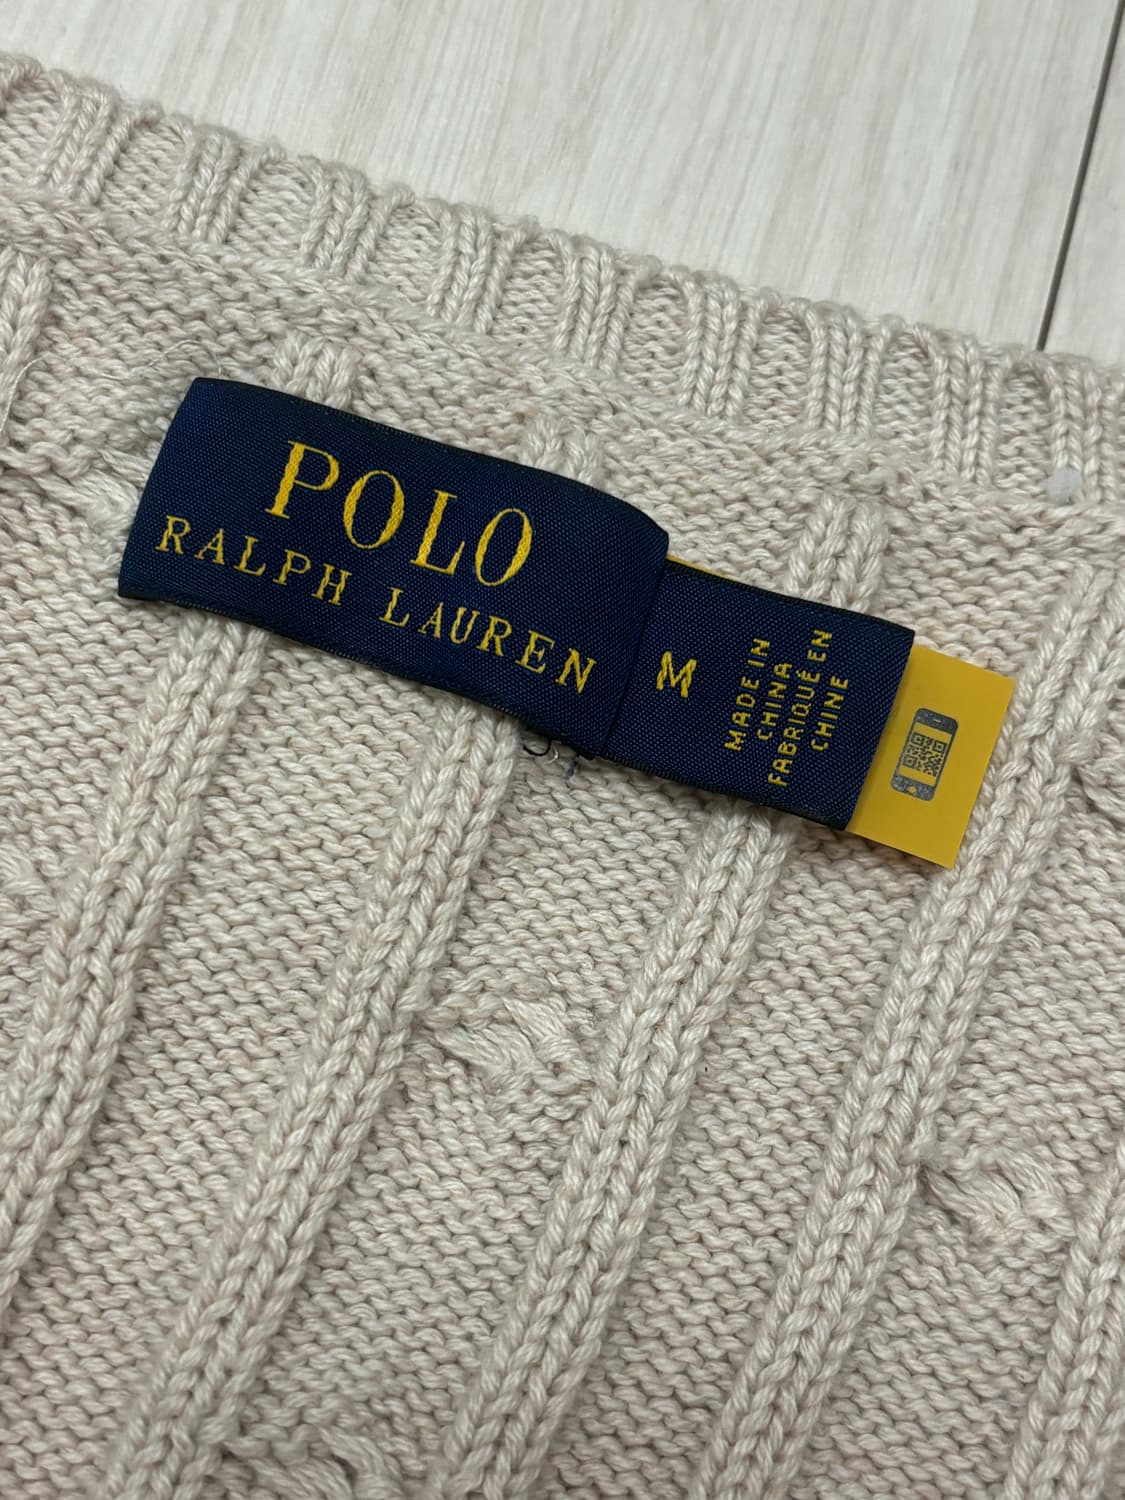 POLO
RALPH LAUREN
M
MADE IN
CHINA
FABRIQUÉ EN
CHINE